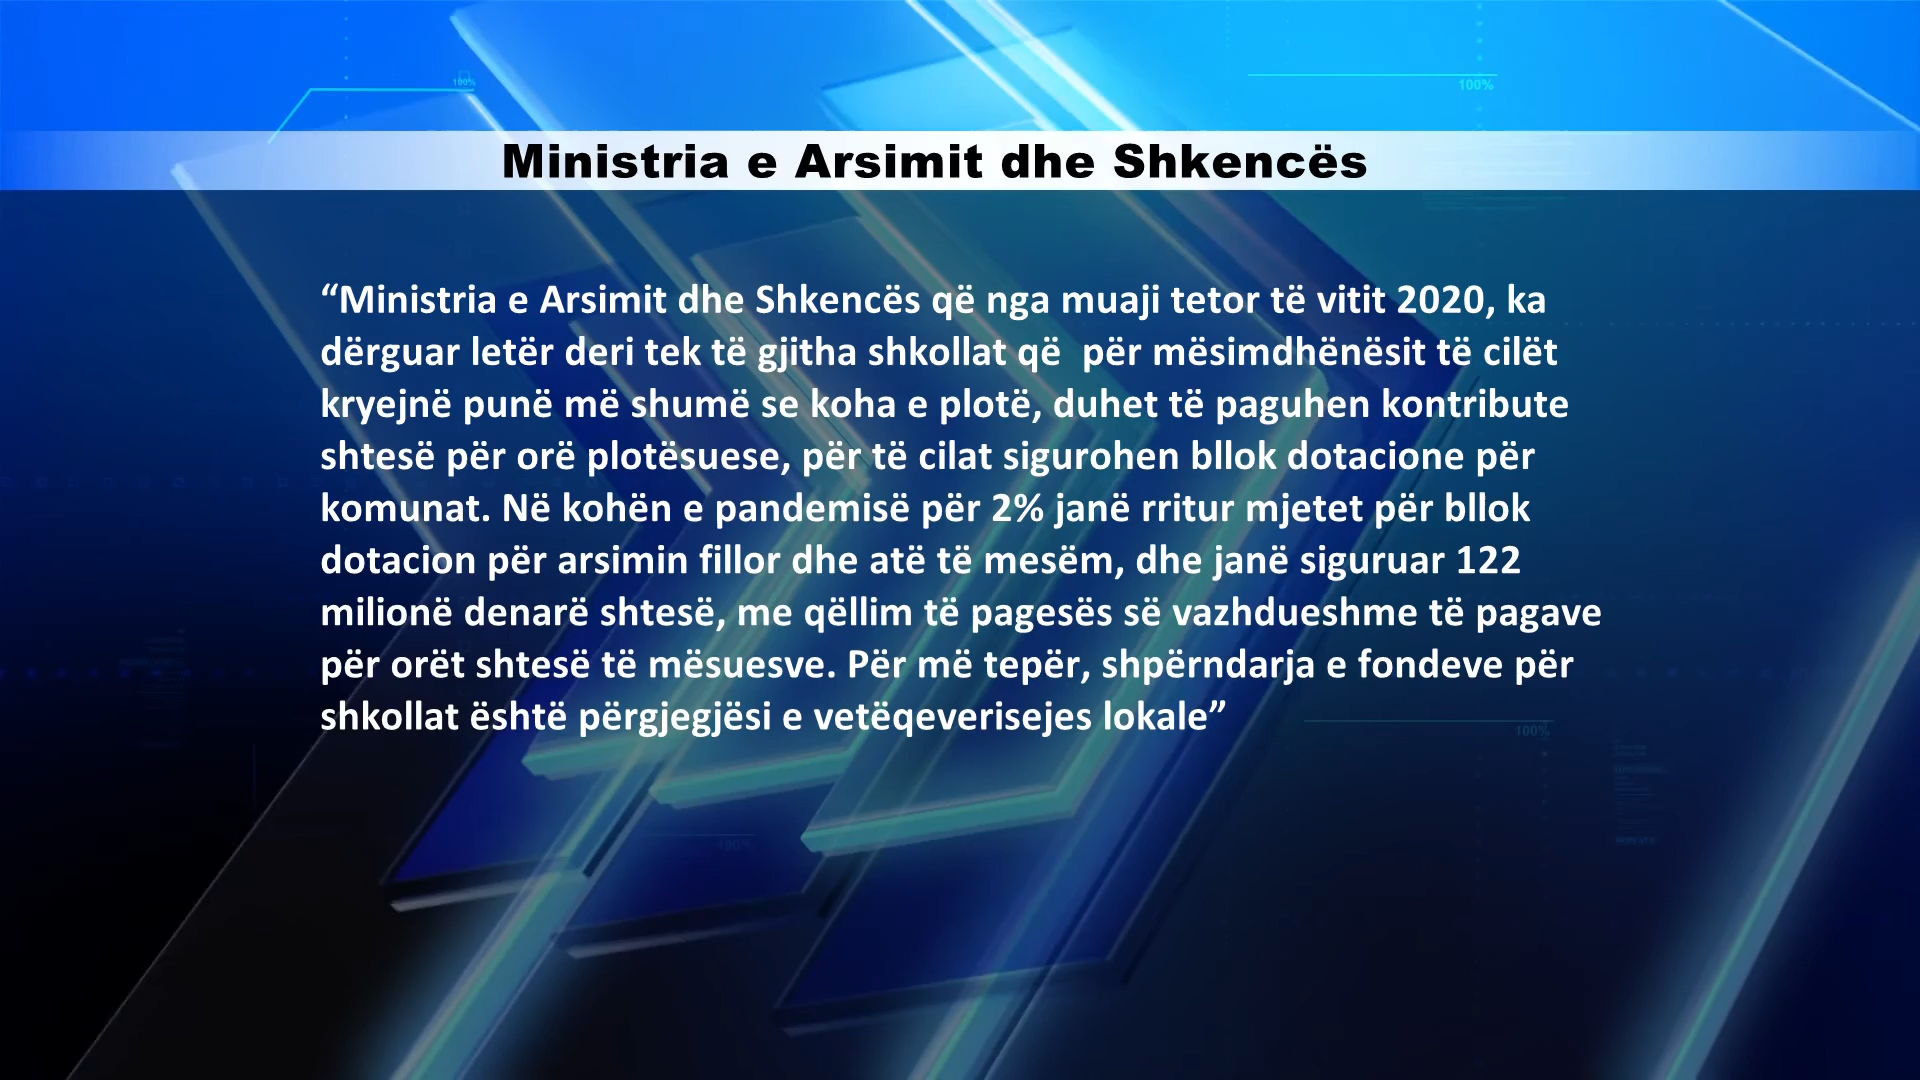 100%
100%
Ministria e Arsimit dhe Shkencës
“Ministria e Arsimit dhe Shkencës që nga muaji tetor të vitit 2020, ka
dërguar letër deri tek të gjitha shkollat që  për mësimdhënësit të cilët
kryejnë punë më shumë se koha e plotë, duhet të paguhen kontribute
shtesë për orë plotësuese, për të cilat sigurohen bllok dotacione për
komunat. Në kohën e pandemisë për 2% janë rritur mjetet për bllok
dotacion për arsimin fillor dhe atë të mesëm, dhe janë siguruar 122
milionë denarë shtesë, me qëllim të pagesës së vazhdueshme të pagave
për orët shtesë të mësuesve. Për më tepër, shpërndarja e fondeve për
shkollat është përgjegjësi e vetëqeverisejes lokale”
100%
100%